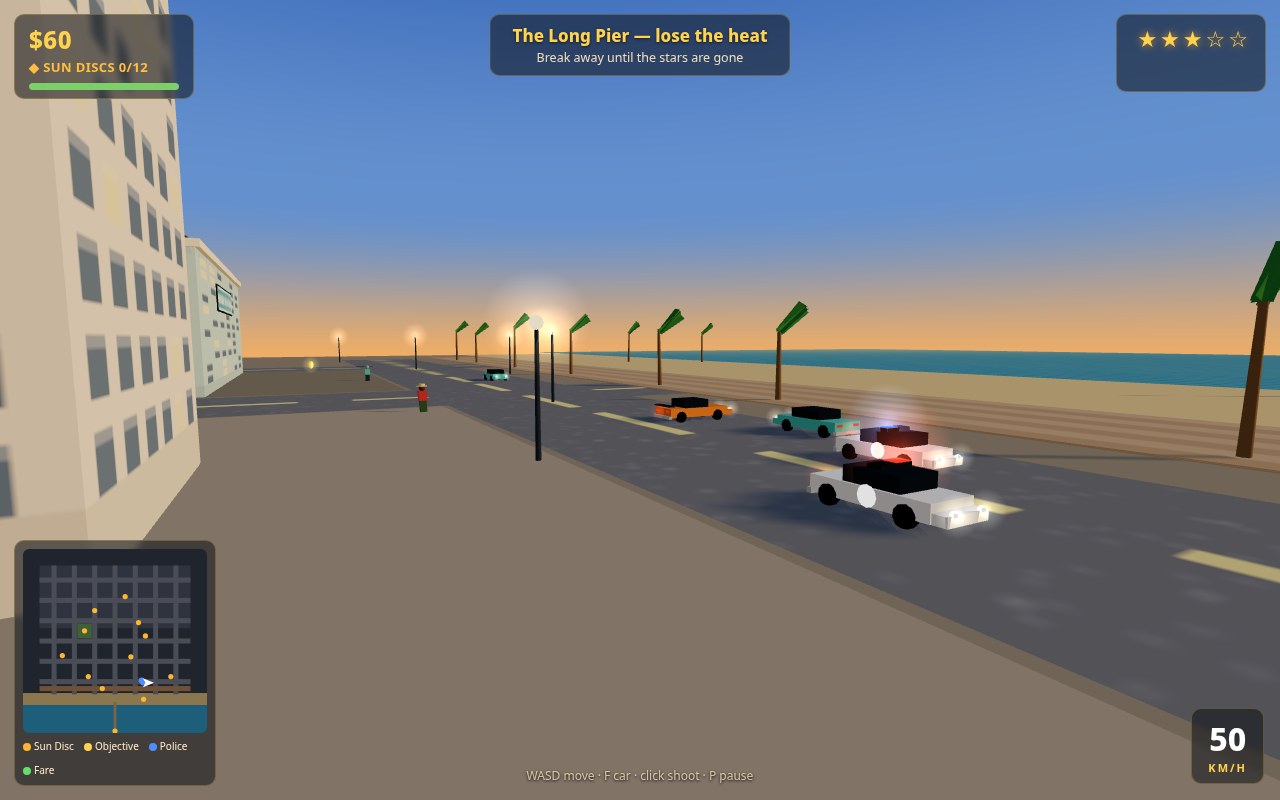 $60
◆ SUN DISCS 0/12
The Long Pier — lose the heat
Break away until the stars are gone
★★★☆☆
Sun Disc Objective Police
Fare
WASD move · F car · click shoot · P pause
50
KM/H